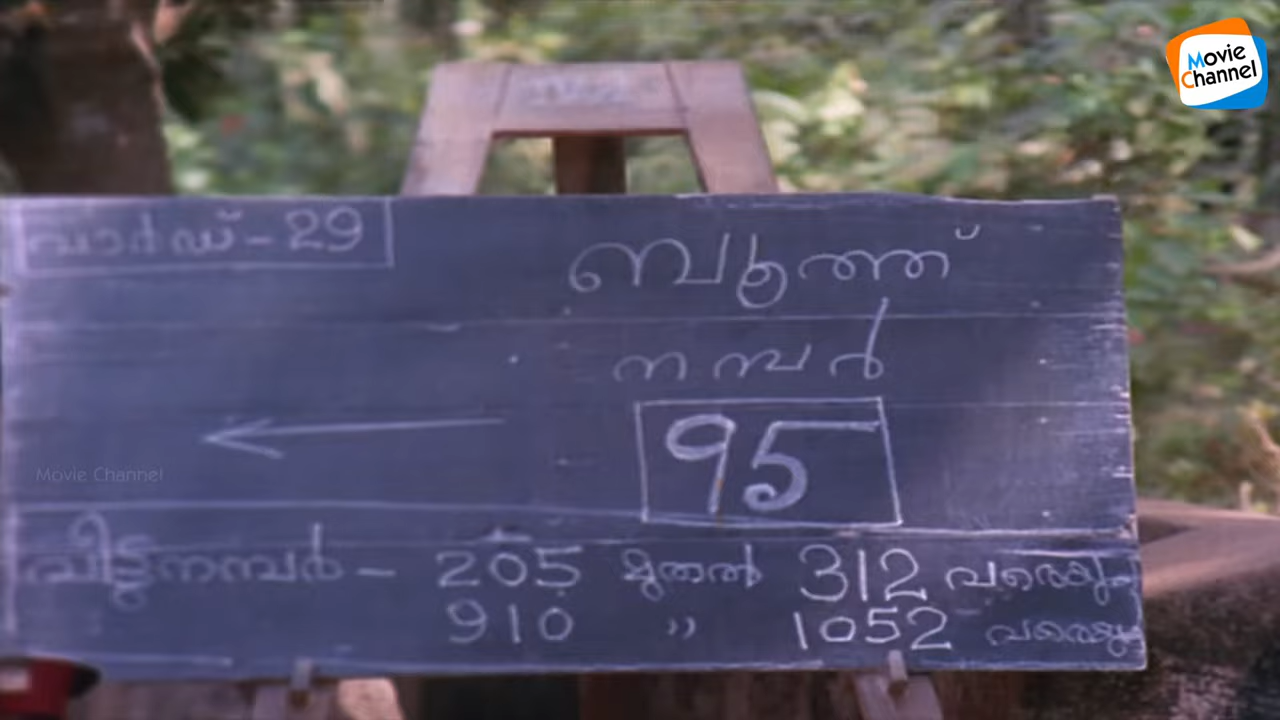 Movie Channel
വാർഡ് - 29
ബൂത്ത്
നമ്പർ
95
Movie Channel
വീട്ടുനമ്പർ - 205 മുതൽ 312 വരെയും
910 " 1052 വരെയും